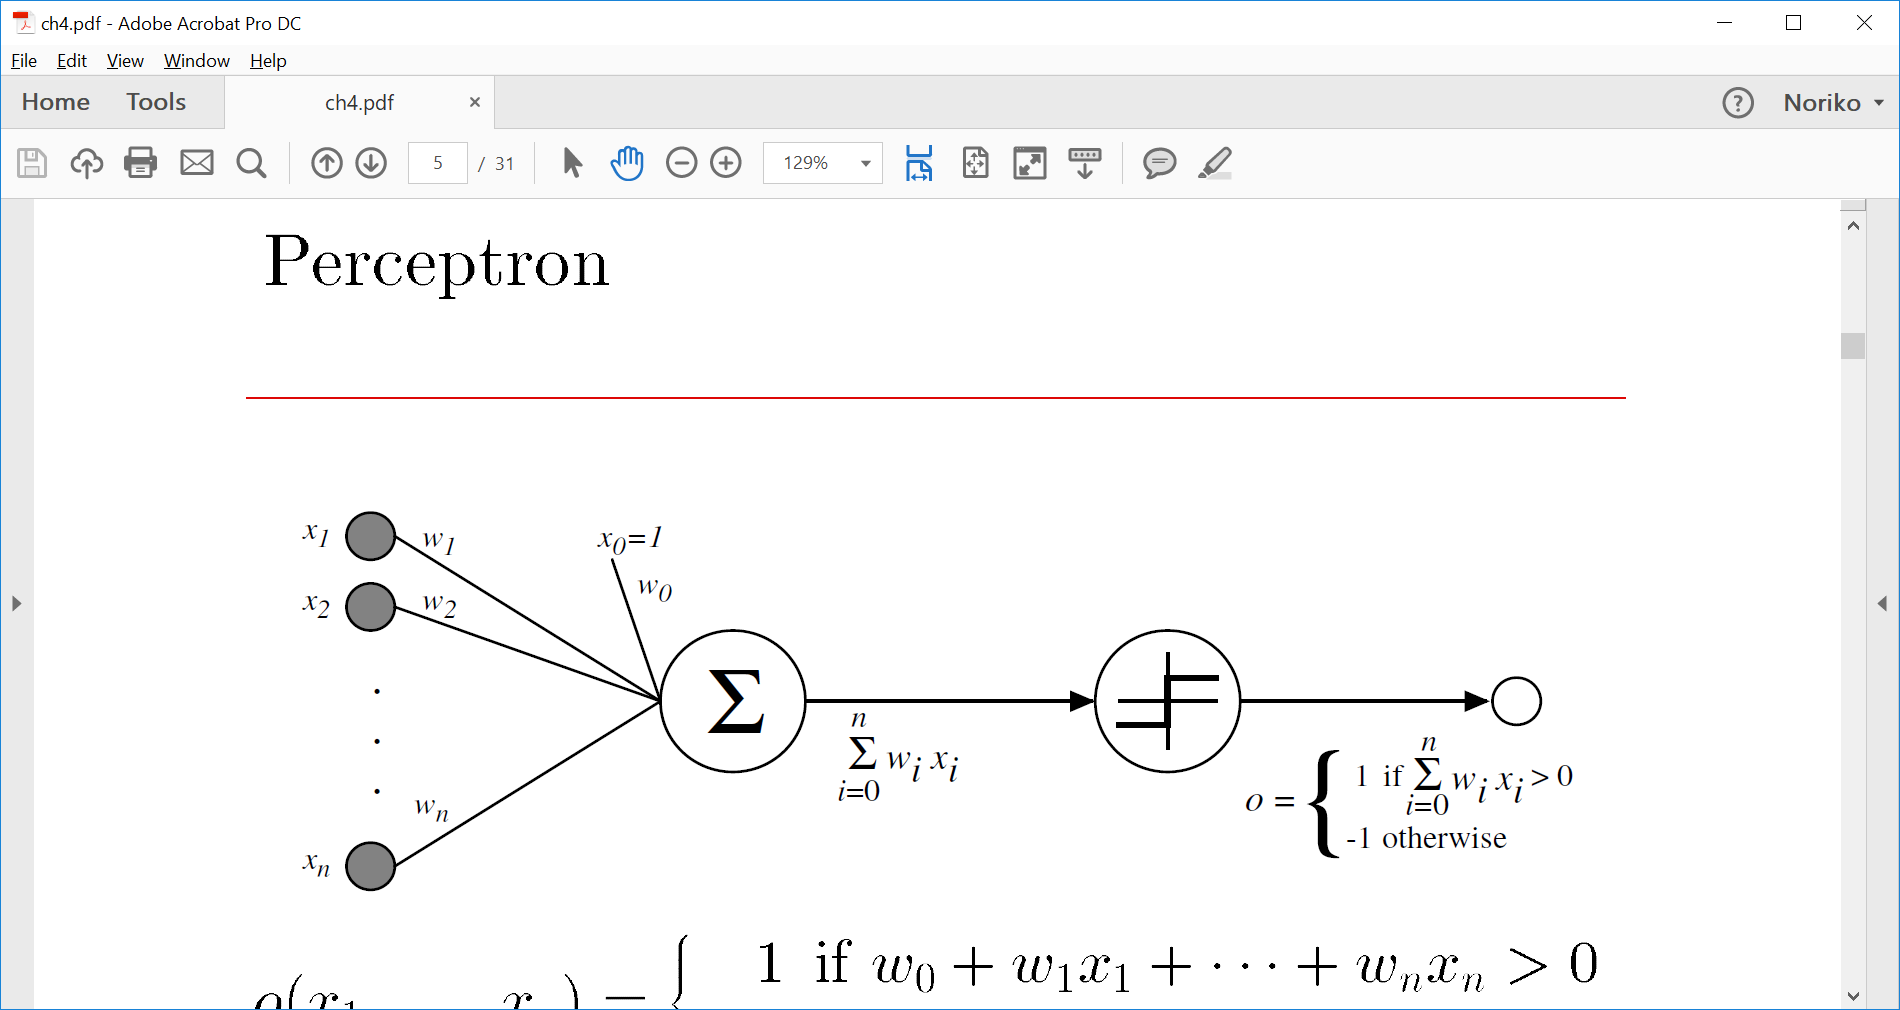 ch4.pdf - Adobe Acrobat Pro DC
File Edit View Window Help
Home Tools ch4.pdf × ? Noriko
5 / 31 129%
Perceptron
x1 w1 x0=1
w0
x2 w2
Σ
n
Σ wi xi
i=0
wn
xn
n
o = { 1 if Σ wi xi > 0
i=0
-1 otherwise
1 if w0 + w1x1 + ··· + wnxn > 0
o(x1 xn) = {